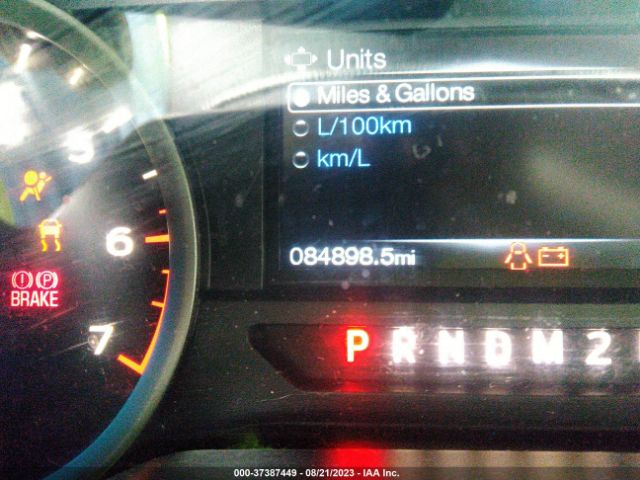 Units
Miles & Gallons
L/100km
km/L
5
6
7
084898.5mi
(!) (P)
BRAKE
P R N D M 2
000-37387449 - 08/21/2023 - IAA Inc.